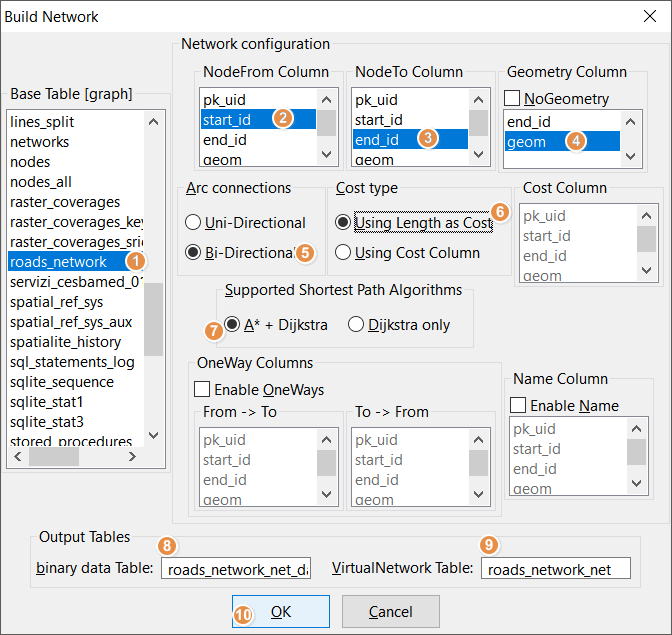 Build Network
Network configuration
Base Table [graph]
lines_split
networks
nodes
nodes_all
raster_coverages
raster_coverages_key
raster_coverages_sri
roads_network 1
servizi_cesbamed_01
spatial_ref_sys
spatial_ref_sys_aux
spatialite_history
sql_statements_log
sqlite_sequence
sqlite_stat1
sqlite_stat3
stored_procedures
NodeFrom Column
pk_uid
start_id 2
end_id
geom
NodeTo Column
pk_uid
start_id
end_id 3
geom
Geometry Column
NoGeometry
end_id
geom 4
Arc connections
Uni-Directional
Bi-Directional 5
Cost type
6
Using Length as Cost
Using Cost Column
Cost Column
pk_uid
start_id
end_id
geom
Supported Shortest Path Algorithms
7 A* + Dijkstra
Dijkstra only
OneWay Columns
Enable OneWays
From -> To
pk_uid
start_id
end_id
geom
To -> From
pk_uid
start_id
end_id
geom
Name Column
Enable Name
pk_uid
start_id
end_id
geom
Output Tables
8
binary data Table: roads_network_net_da
9
VirtualNetwork Table: roads_network_net
10 OK
Cancel